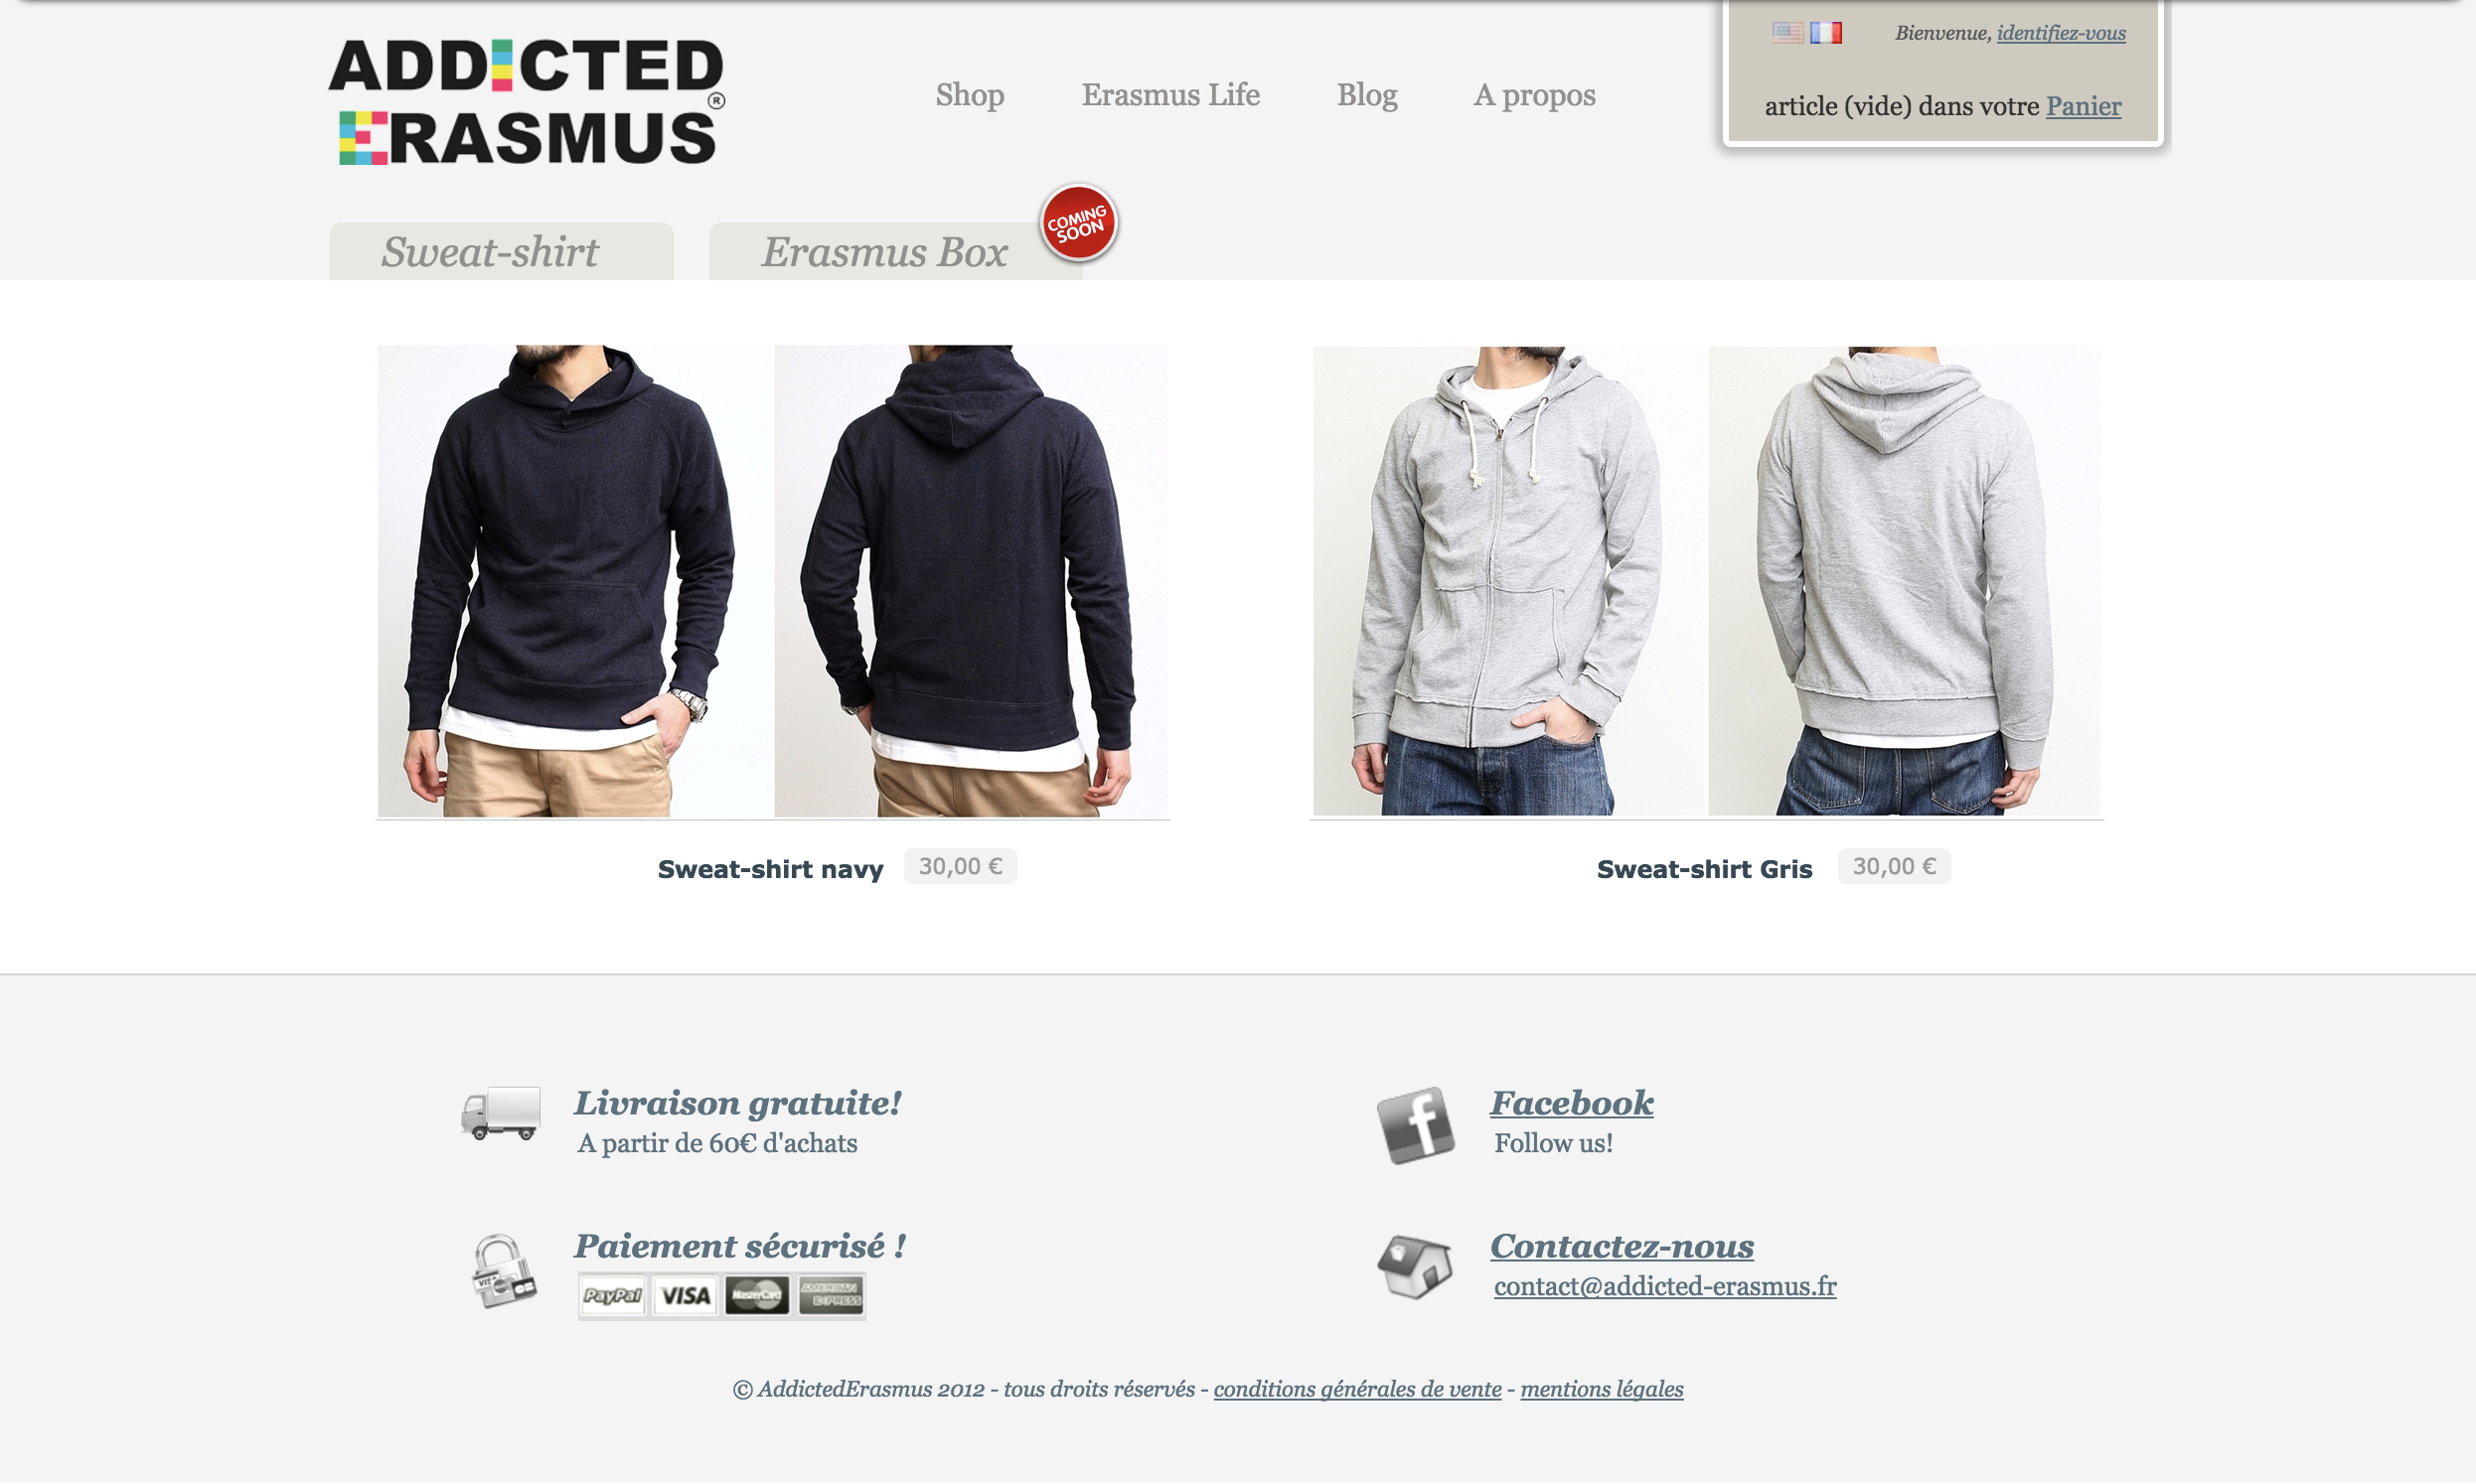 ADDICTED
ERASMUS®
Shop Erasmus Life Blog A propos
Bienvenue, identifiez-vous
article (vide) dans votre Panier
Sweat-shirt
Erasmus Box
COMING
SOON
Sweat-shirt navy 30,00 €
Sweat-shirt Gris 30,00 €
Livraison gratuite!
A partir de 60€ d'achats
Facebook
Follow us!
Paiement sécurisé !
VISA
PayPal VISA MasterCard AMERICAN EXPRESS
Contactez-nous
contact@addicted-erasmus.fr
© AddictedErasmus 2012 - tous droits réservés - conditions générales de vente - mentions légales